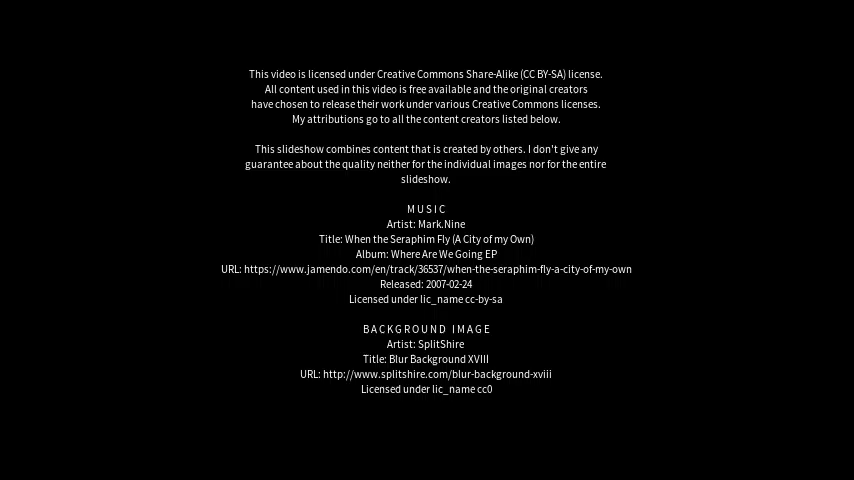 This video is licensed under Creative Commons Share-Alike (CC BY-SA) license.
All content used in this video is free available and the original creators
have chosen to release their work under various Creative Commons licenses.
My attributions go to all the content creators listed below.
This slideshow combines content that is created by others. I don't give any
guarantee about the quality neither for the individual images nor for the entire
slideshow.
MUSIC
Artist: Mark.Nine
Title: When the Seraphim Fly (A City of my Own)
Album: Where Are We Going EP
URL: https://www.jamendo.com/en/track/36537/when-the-seraphim-fly-a-city-of-my-own
Released: 2007-02-24
Licensed under lic_name cc-by-sa
BACKGROUND IMAGE
Artist: SplitShire
Title: Blur Background XVIII
URL: http://www.splitshire.com/blur-background-xviii
Licensed under lic_name cc0